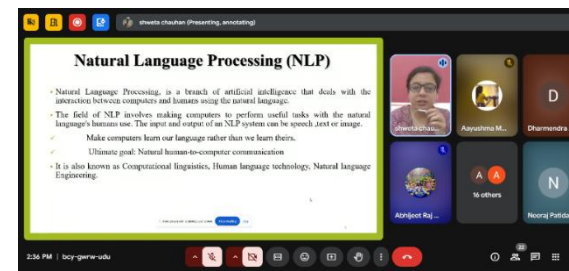 shweta chauhan (Presenting, annotating)
Natural Language Processing (NLP)
Natural Language Processing, is a branch of artificial intelligence that deals with the
interaction between computers and humans using the natural language.
The field of NLP involves making computers to perform useful tasks with the natural
language's humans use. The input and output of an NLP system can be speech ,text or image.
✓ Make computers learn our language rather than we learn theirs.
✓ Ultimate goal: Natural human-to-computer communication
It is also known as Computational linguistics, Human language technology, Natural language
Engineering.
shweta chau...
Aayushma M...
D
Dharmendra
Abhijeet Raj ...
A A
16 others
N
Neeraj Patida
2:36 PM | bcy-gwrw-udu
22